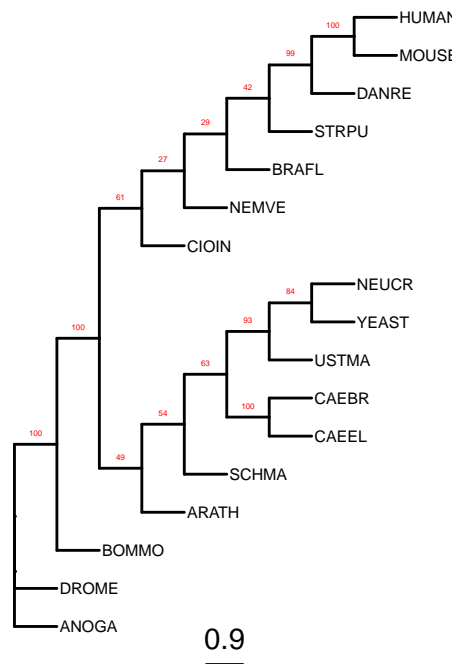 HUMAN
100
MOUSE
99
DANRE
42
STRPU
29
BRAFL
27
NEMVE
61
CIOIN
NEUCR
84
YEAST
93
USTMA
63
CAEBR
100
CAEEL
54
SCHMA
49
ARATH
100
100
BOMMO
DROME
ANOGA
0.9